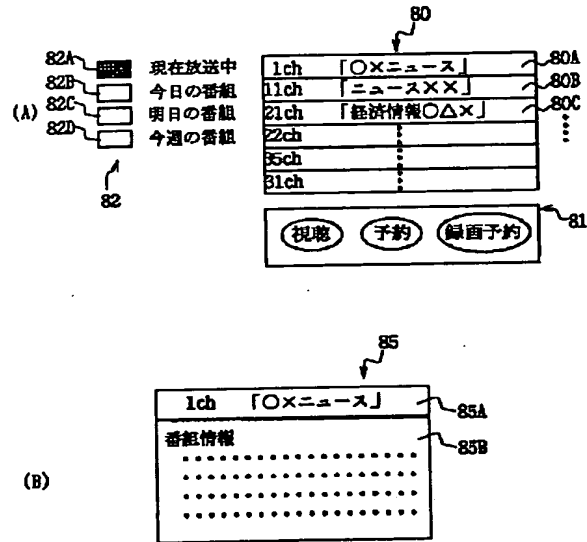 80
82A 現在放送中
82B 今日の番組
(A) 82C 明日の番組
82D 今週の番組
82
1ch 「○×ニュース」 80A
11ch 「ニュース××」 80B
21ch 「経済情報○△×」 80C
22ch
35ch
31ch
81
視聴 予約 録画予約
85
1ch 「○×ニュース」 85A
番組情報 85B
(B)